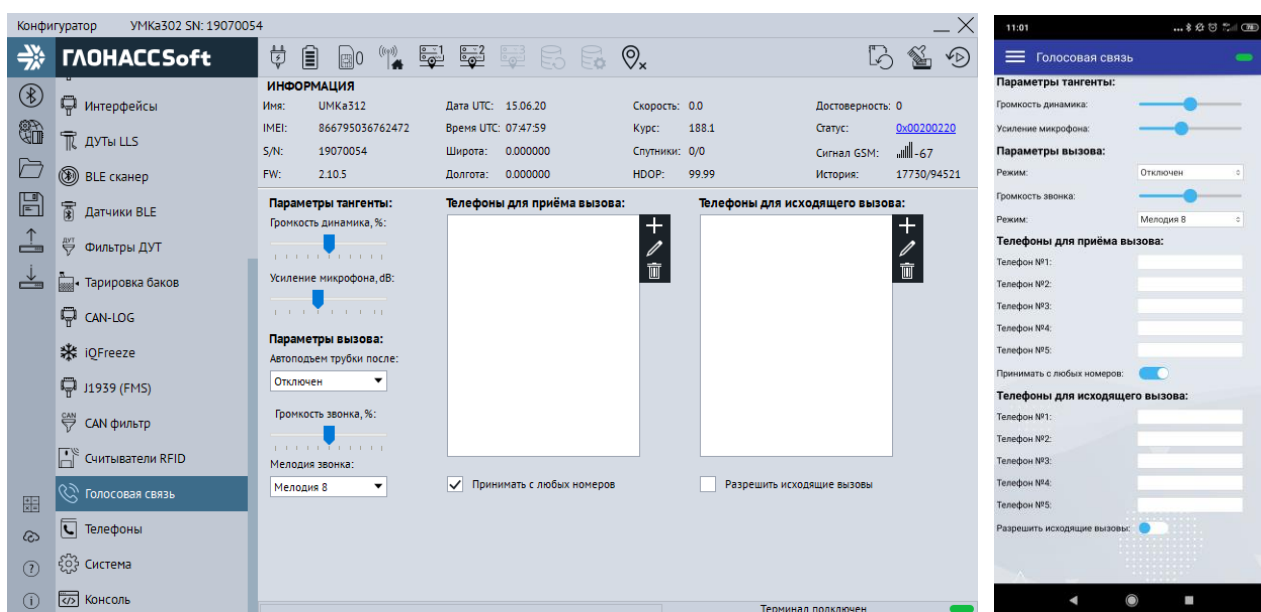 Конфигуратор УМКа302 SN: 19070054
ГЛОНАССSoft
1 2 0
Интерфейсы
ДУТы LLS
BLE сканер
Датчики BLE
Фильтры ДУТ
Тарировка баков
CAN-LOG
iQFreeze
J1939 (FMS)
CAN фильтр
Считыватели RFID
Голосовая связь
Телефоны
Система
Консоль
ИНФОРМАЦИЯ
Имя: UMKa312 Дата UTC: 15.06.20 Скорость: 0.0 Достоверность: 0
IMEI: 866795036762472 Время UTC: 07:47:59 Курс: 188.1 Статус: 0x00200220
S/N: 19070054 Широта: 0.000000 Спутники: 0/0 Сигнал GSM: -67
FW: 2.10.5 Долгота: 0.000000 HDOP: 99.99 История: 17730/94521
Параметры тангенты:
Громкость динамика, %:
Усиление микрофона, dB:
Параметры вызова:
Автоподъем трубки после:
Отключен
Громкость звонка, %:
Мелодия звонка:
Мелодия 8
Телефоны для приёма вызова:
Принимать с любых номеров
Телефоны для исходящего вызова:
Разрешить исходящие вызовы
Терминал подключен
11:01
Голосовая связь
Параметры тангенты:
Громкость динамика:
Усиление микрофона:
Параметры вызова:
Режим: Отключен
Громкость звонка:
Режим: Мелодия 8
Телефоны для приёма вызова:
Телефон №1:
Телефон №2:
Телефон №3:
Телефон №4:
Телефон №5:
Принимать с любых номеров:
Телефоны для исходящего вызова:
Телефон №1:
Телефон №2:
Телефон №3:
Телефон №4:
Телефон №5:
Разрешить исходящие вызовы: